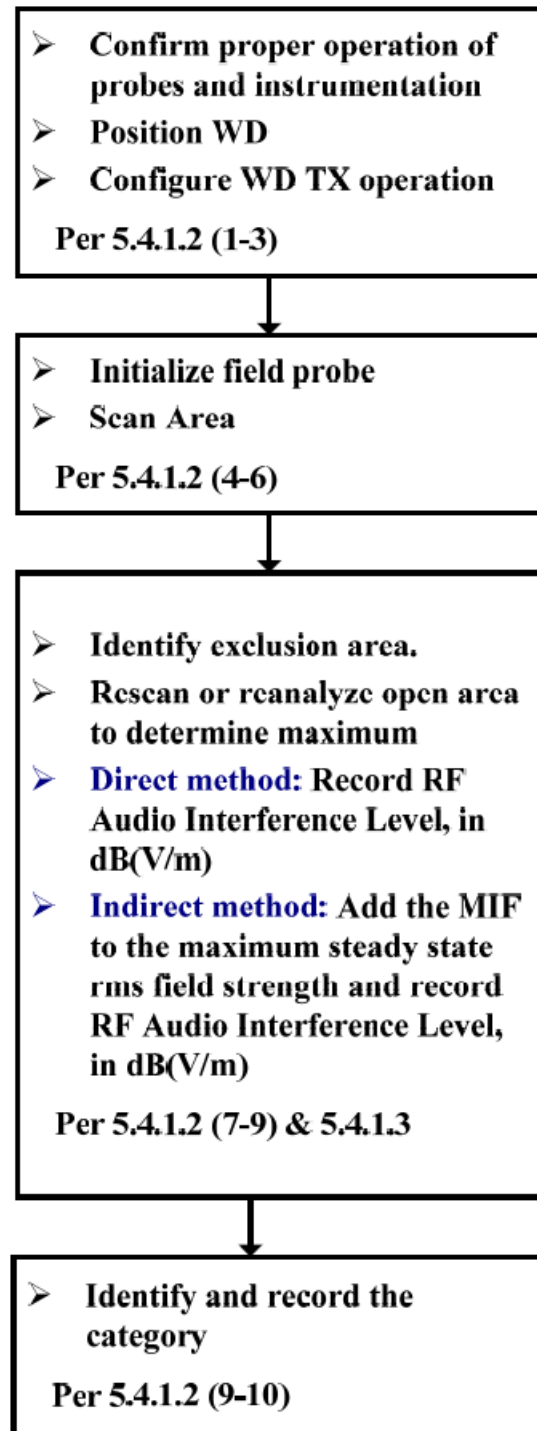 ➢ Confirm proper operation of
probes and instrumentation
➢ Position WD
➢ Configure WD TX operation
Per 5.4.1.2 (1-3)
➢ Initialize field probe
➢ Scan Area
Per 5.4.1.2 (4-6)
➢ Identify exclusion area.
➢ Rescan or reanalyze open area
to determine maximum
➢ Direct method: Record RF
Audio Interference Level, in
dB(V/m)
➢ Indirect method: Add the MIF
to the maximum steady state
rms field strength and record
RF Audio Interference Level,
in dB(V/m)
Per 5.4.1.2 (7-9) & 5.4.1.3
➢ Identify and record the
category
Per 5.4.1.2 (9-10)